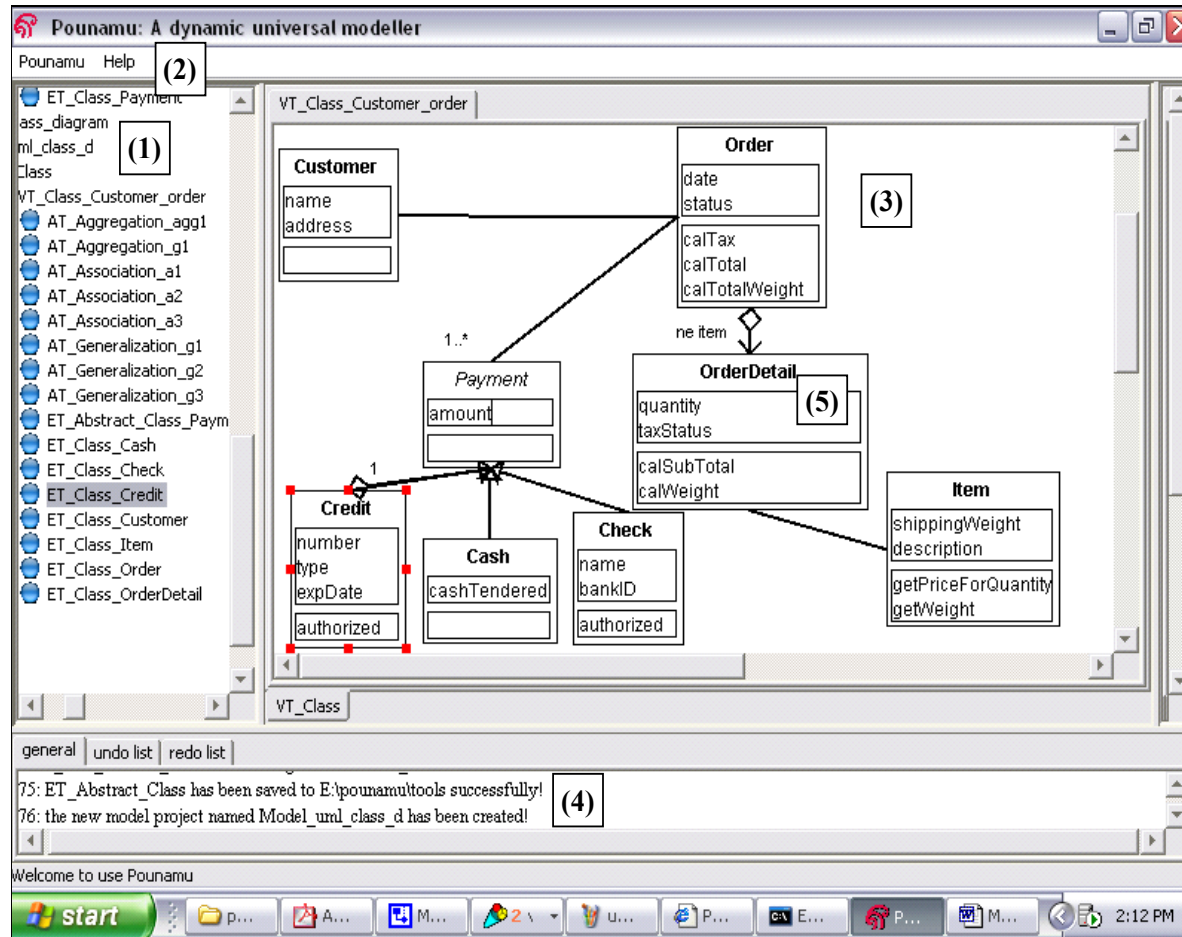 Pounamu: A dynamic universal modeller
Pounamu Help
(2)
ET_Class_Payment
ass_diagram
ml_class_d
(1)
Class
VT_Class_Customer_order
AT_Aggregation_agg1
AT_Aggregation_g1
AT_Association_a1
AT_Association_a2
AT_Association_a3
AT_Generalization_g1
AT_Generalization_g2
AT_Generalization_g3
ET_Abstract_Class_Paym
ET_Class_Cash
ET_Class_Check
ET_Class_Credit
ET_Class_Customer
ET_Class_Item
ET_Class_Order
ET_Class_OrderDetail
VT_Class_Customer_order
Customer
name
address
Order
date
status
calTax
calTotal
calTotalWeight
(3)
ne item
1..*
Payment
amount
OrderDetail
(5)
quantity
taxStatus
calSubTotal
calWeight
1
Credit
number
type
expDate
authorized
Cash
cashTendered
Check
name
bankID
authorized
Item
shippingWeight
description
getPriceForQuantity
getWeight
VT_Class
general undo list redo list
75: ET_Abstract_Class has been saved to E:\pounamu\tools successfully!
76: the new model project named Model_uml_class_d has been created!
(4)
Welcome to use Pounamu
start p... A... M... 2 u... P... E... P... M... 2:12 PM